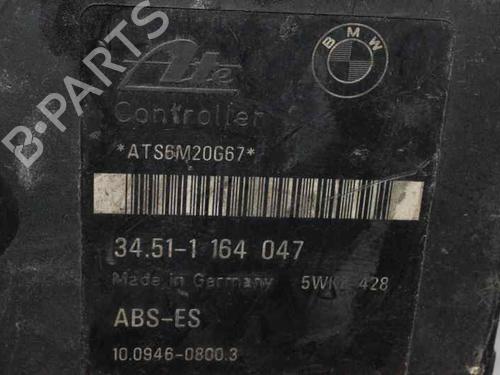 Ate
BMW
Controller
*ATS6M20G67*
34.51-1 164 047
Made in Germany
ABS-ES
10.0946-0800.3
B-PARTS